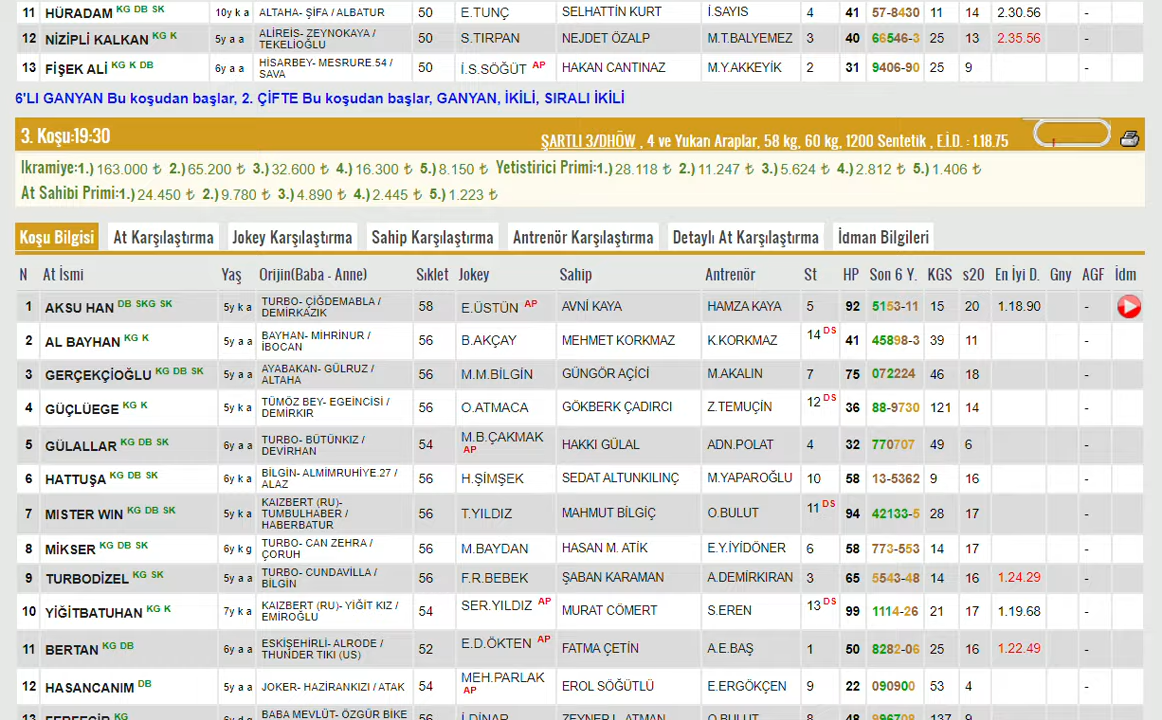 11 HÜRADAM KG DB SK 10y k a ALTAHA- ŞİFA / ALBATUR 50 E.TUNÇ SELHATTİN KURT İ.SAYIS 4 41 57-8430 11 14 2.30.56 -
12 NİZİPLİ KALKAN KG K 5y a a ALİREİS- ZEYNOKAYA / TEKELİOĞLU 50 S.TIRPAN NEJDET ÖZALP M.T.BALYEMEZ 3 40 66546-3 25 13 2.35.56 -
13 FİŞEK ALİ KG K DB 6y a a HİSARBEY- MESRURE.54 / SAVA 50 İ.S.SÖĞÜT AP HAKAN CANTINAZ M.Y.AKKEYİK 2 31 9406-90 25 9 -
6'LI GANYAN Bu koşudan başlar, 2. ÇİFTE Bu koşudan başlar, GANYAN, İKİLİ, SIRALI İKİLİ
3. Koşu:19:30 ŞARTLI 3/DHÖW , 4 ve Yukarı Araplar, 58 kg, 60 kg, 1200 Sentetik , E.İ.D. : 1.18.75
Ikramiye:1.) 163.000 ₺ 2.) 65.200 ₺ 3.) 32.600 ₺ 4.) 16.300 ₺ 5.) 8.150 ₺ Yetistirici Primi:1.) 28.118 ₺ 2.) 11.247 ₺ 3.) 5.624 ₺ 4.) 2.812 ₺ 5.) 1.406 ₺
At Sahibi Primi:1.) 24.450 ₺ 2.) 9.780 ₺ 3.) 4.890 ₺ 4.) 2.445 ₺ 5.) 1.223 ₺
Koşu Bilgisi At Karşılaştırma Jokey Karşılaştırma Sahip Karşılaştırma Antrenör Karşılaştırma Detaylı At Karşılaştırma İdman Bilgileri
N At İsmi Yaş Orijin(Baba - Anne) Sıklet Jokey Sahip Antrenör St HP Son 6 Y. KGS s20 En İyi D. Gny AGF İdm
1 AKSU HAN DB SKG SK 5y k a TURBO- ÇİĞDEMABLA / DEMİRKAZIK 58 E.ÜSTÜN AP AVNİ KAYA HAMZA KAYA 5 92 5153-11 15 20 1.18.90 -
2 AL BAYHAN KG K 5y a a BAYHAN- MİHRİNUR / İBOCAN 56 B.AKÇAY MEHMET KORKMAZ K.KORKMAZ 14 DS 41 45898-3 39 11 -
3 GERÇEKÇİOĞLU KG DB SK 5y a a AYABAKAN- GÜLRUZ / ALTAHA 56 M.M.BİLGİN GÜNGÖR AÇİCİ M.AKALIN 7 75 072224 46 18 -
4 GÜÇLÜEGE KG K 5y k a TÜMÖZ BEY- EGEİNCİSİ / DEMİRKIR 56 O.ATMACA GÖKBERK ÇADIRCI Z.TEMUÇİN 12 DS 36 88-9730 121 14 -
5 GÜLALLAR KG DB SK 6y a a TURBO- BÜTÜNKIZ / DEVİRHAN 54 M.B.ÇAKMAK AP HAKKI GÜLAL ADN.POLAT 4 32 770707 49 6 -
6 HATTUŞA KG DB SK 6y k a BİLGİN- ALMİMRUHİYE.27 / ALAZ 56 H.ŞİMŞEK SEDAT ALTUNKILINÇ M.YAPAROĞLU 10 58 13-5362 9 16 -
7 MISTER WIN KG DB SK 5y k a KAIZBERT (RU)- TUMBULHABER / HABERBATUR 56 T.YILDIZ MAHMUT BİLGİÇ O.BULUT 11 DS 94 42133-5 28 17 -
8 MİKSER KG DB SK 6y k g TURBO- CAN ZEHRA / ÇORUH 56 M.BAYDAN HASAN M. ATİK E.Y.İYİDÖNER 6 58 773-553 14 17 -
9 TURBODİZEL KG SK 5y a a TURBO- CUNDAVİLLA / BİLGİN 56 F.R.BEBEK ŞABAN KARAMAN A.DEMİRKIRAN 3 65 5543-48 14 16 1.24.29 -
10 YİĞİTBATUHAN KG K 7y k a KAIZBERT (RU)- YİĞİT KIZ / EMİROĞLU 54 SER.YILDIZ AP MURAT CÖMERT S.EREN 13 DS 99 1114-26 21 17 1.19.68 -
11 BERTAN KG DB 6y a a ESKİŞEHİRLİ- ALRODE / THUNDER TIKI (US) 52 E.D.ÖKTEN AP FATMA ÇETİN A.E.BAŞ 1 50 8282-06 25 16 1.22.49 -
12 HASANCANIM DB 5y a a JOKER- HAZİRANKIZI / ATAK 54 MEH.PARLAK AP EROL SÖĞÜTLÜ E.ERGÖKÇEN 9 22 090900 53 4 -
KG BABA MEVLÜT- ÖZGÜR BİKE